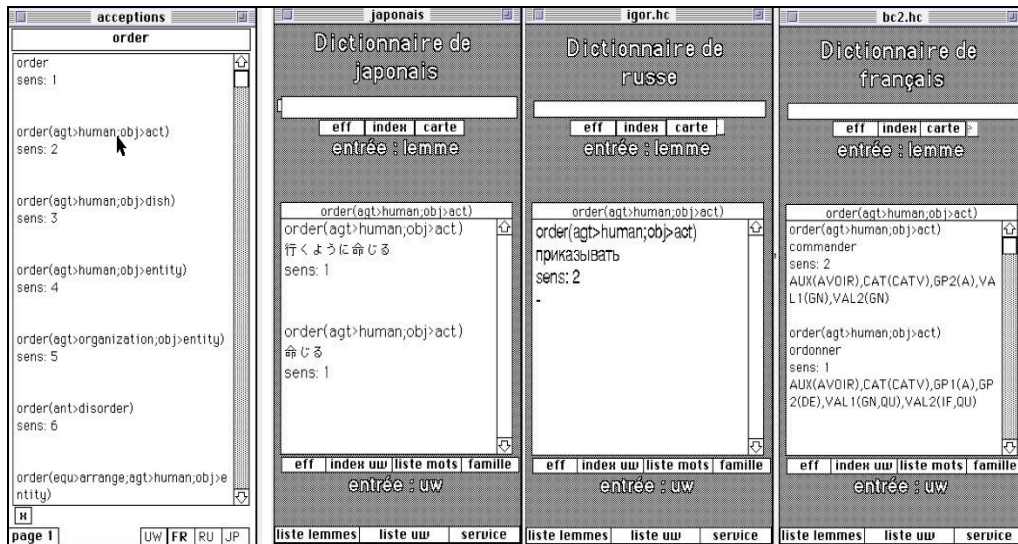 acceptions
order
order
sens: 1
order(agt>human;obj>act)
sens: 2
order(agt>human;obj>dish)
sens: 3
order(agt>human;obj>entity)
sens: 4
order(agt>organization;obj>entity)
sens: 5
order(ant>disorder)
sens: 6
order(equ>arrange;agt>human;obj>e
ntity)
page 1
UW FR RU JP
japonais
Dictionnaire de
japonais
eff index carte
entrée : lemme
order(agt>human;obj>act)
order(agt>human;obj>act)
行くように命じる
sens: 1
order(agt>human;obj>act)
命じる
sens: 1
eff index uw liste mots famille
entrée : uw
liste lemmes liste uw service
igor.hc
Dictionnaire de
russe
eff index carte
entrée : lemme
order(agt>human;obj>act)
order(agt>human;obj>act)
приказывать
sens: 2
-
eff index uw liste mots famille
entrée : uw
liste lemmes liste uw service
bc2.hc
Dictionnaire de
français
eff index carte
entrée : lemme
order(agt>human;obj>act)
order(agt>human;obj>act)
commander
sens: 2
AUX(AVOIR),CAT(CATV),GP2(A),VA
L1(GN),VAL2(GN)
order(agt>human;obj>act)
ordonner
sens: 1
AUX(AVOIR),CAT(CATV),GP1(A),GP
2(DE),VAL1(GN,QU),VAL2(IF,QU)
eff index uw liste mots famille
entrée : uw
liste lemmes liste uw service